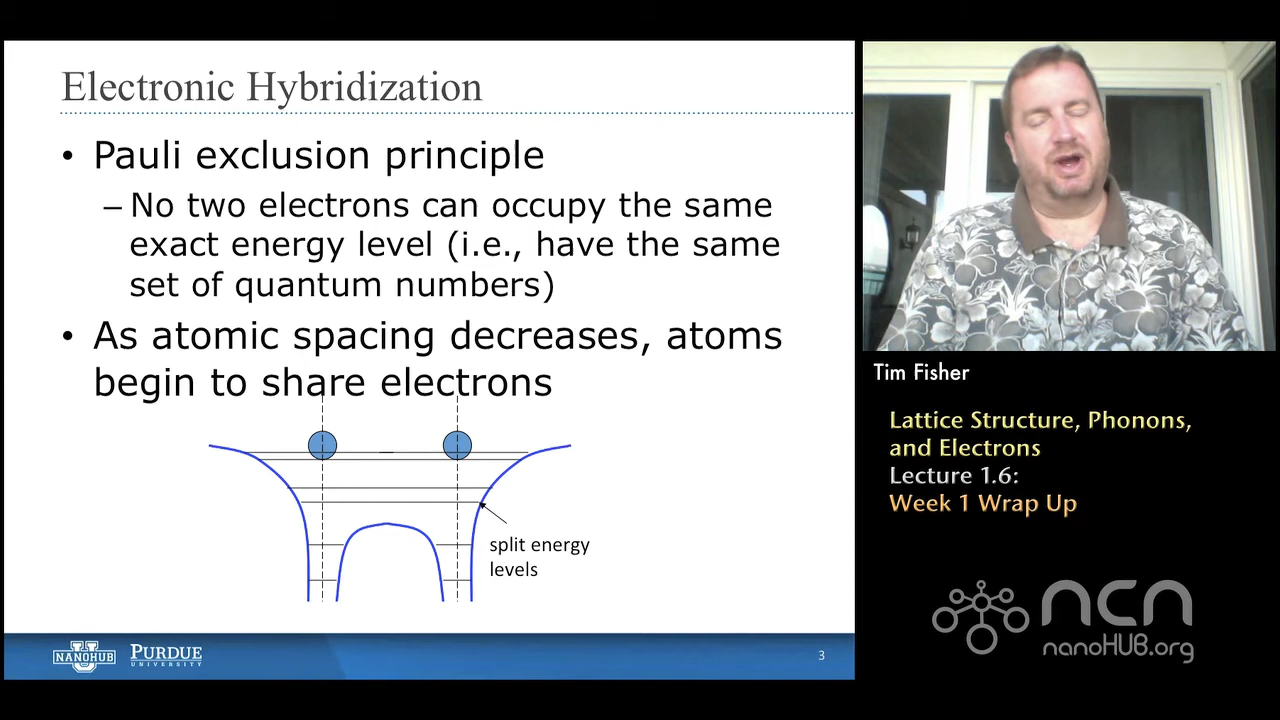 Electronic Hybridization
• Pauli exclusion principle
– No two electrons can occupy the same
exact energy level (i.e., have the same
set of quantum numbers)
• As atomic spacing decreases, atoms
begin to share electrons
split energy
levels
NANOHUB
U
PURDUE
UNIVERSITY
3
Tim Fisher
Lattice Structure, Phonons,
and Electrons
Lecture 1.6:
Week 1 Wrap Up
ncn
nanoHUB.org